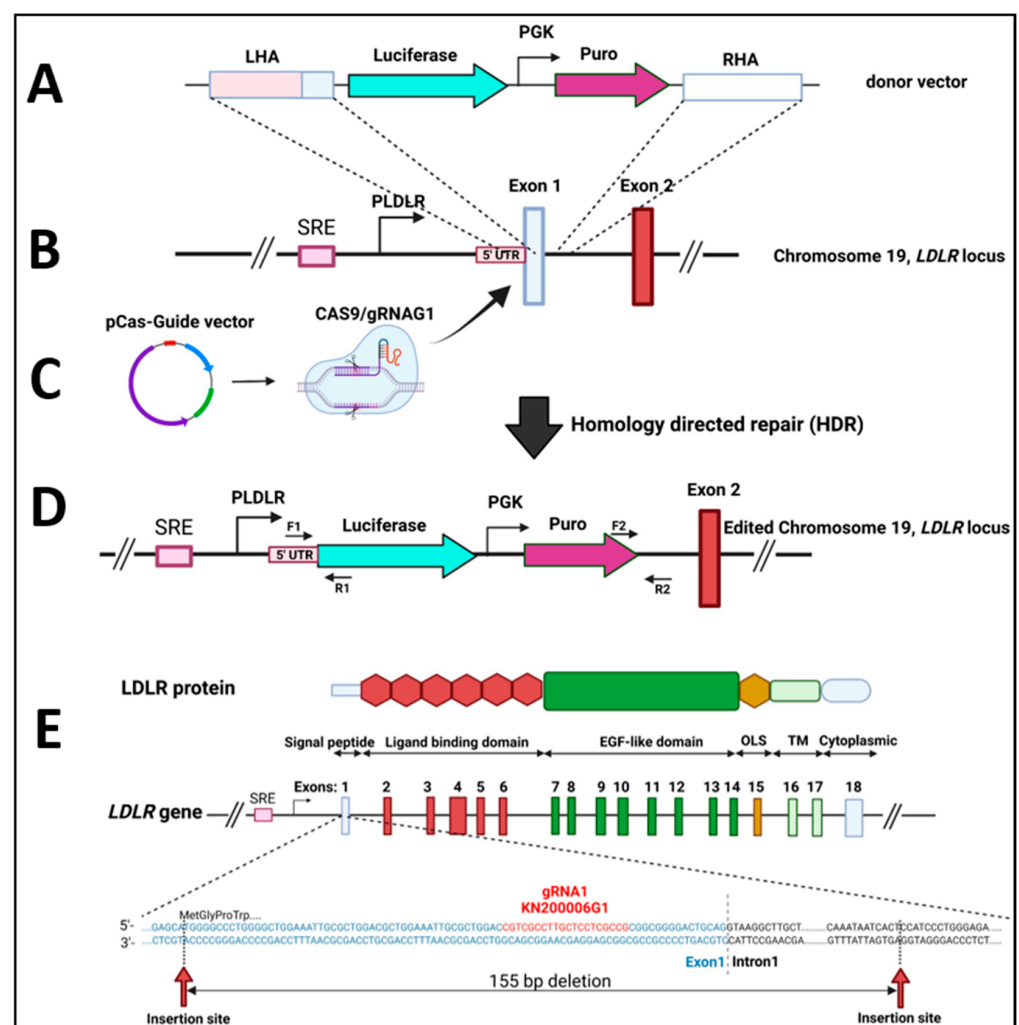 A
LHA
Luciferase
PGK
Puro
RHA
donor vector
B
SRE
PLDLR
5' UTR
Exon 1
Exon 2
Chromosome 19, LDLR locus
C
pCas-Guide vector
CAS9/gRNAG1
Homology directed repair (HDR)
D
SRE
PLDLR
F1
5' UTR
Luciferase
R1
PGK
Puro
F2
R2
Exon 2
Edited Chromosome 19, LDLR locus
E
LDLR protein
Signal peptide Ligand binding domain EGF-like domain OLS TM Cytoplasmic
Exons: 1 2 3 4 5 6 7 8 9 10 11 12 13 14 15 16 17 18
LDLR gene
SRE
gRNA1
KN200006G1
MetGlyProTrp....
5'- GAGCATGGGGCCCTGGGGCTGGAAATTGCGCTGGACGCTGGAAATTGCGCTGGACCGTCGCCTTGCTCCTCGCCGCGGCGGGGACTGCAGGTAAGGCTTGCT CAAATAATCACTCCATCCCTGGGAGA
3'- CTCGTACCCCGGGACCCCGACCTTTAACGCGACCTGCGACCTTTAACGCGACCTGGCAGCGGAACGAGGAGCGGCGCCGCCCCTGACGTCCATTCCGAACGA GTTTATTAGTGAGGTAGGGACCCTCT
Exon1 Intron1
155 bp deletion
Insertion site
Insertion site